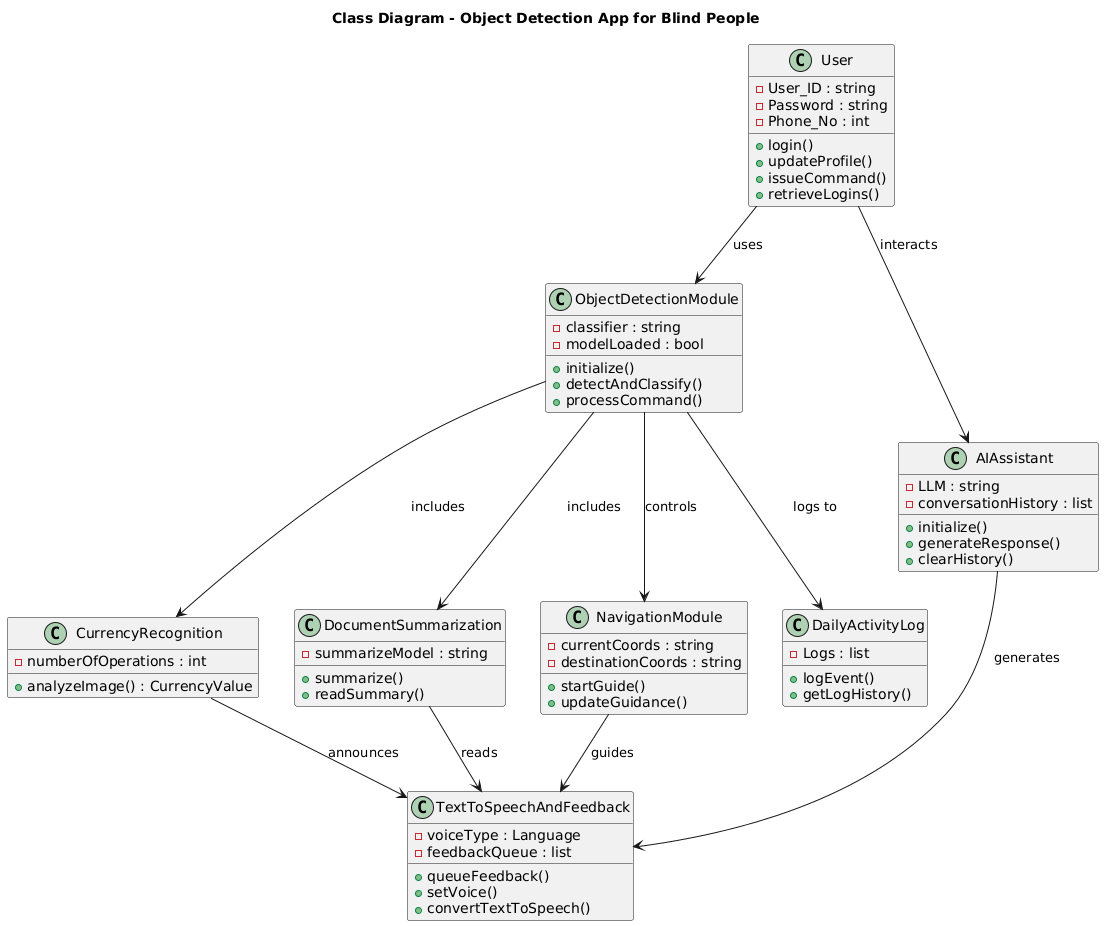 Class Diagram - Object Detection App for Blind People
C User
User_ID : string
Password : string
Phone_No : int
login()
updateProfile()
issueCommand()
retrieveLogins()
uses
interacts
C ObjectDetectionModule
classifier : string
modelLoaded : bool
initialize()
detectAndClassify()
processCommand()
C AIAssistant
LLM : string
conversationHistory : list
initialize()
generateResponse()
clearHistory()
includes
includes
controls
logs to
C CurrencyRecognition
numberOfOperations : int
analyzeImage() : CurrencyValue
C DocumentSummarization
summarizeModel : string
summarize()
readSummary()
C NavigationModule
currentCoords : string
destinationCoords : string
startGuide()
updateGuidance()
C DailyActivityLog
Logs : list
logEvent()
getLogHistory()
generates
announces
reads
guides
C TextToSpeechAndFeedback
voiceType : Language
feedbackQueue : list
queueFeedback()
setVoice()
convertTextToSpeech()